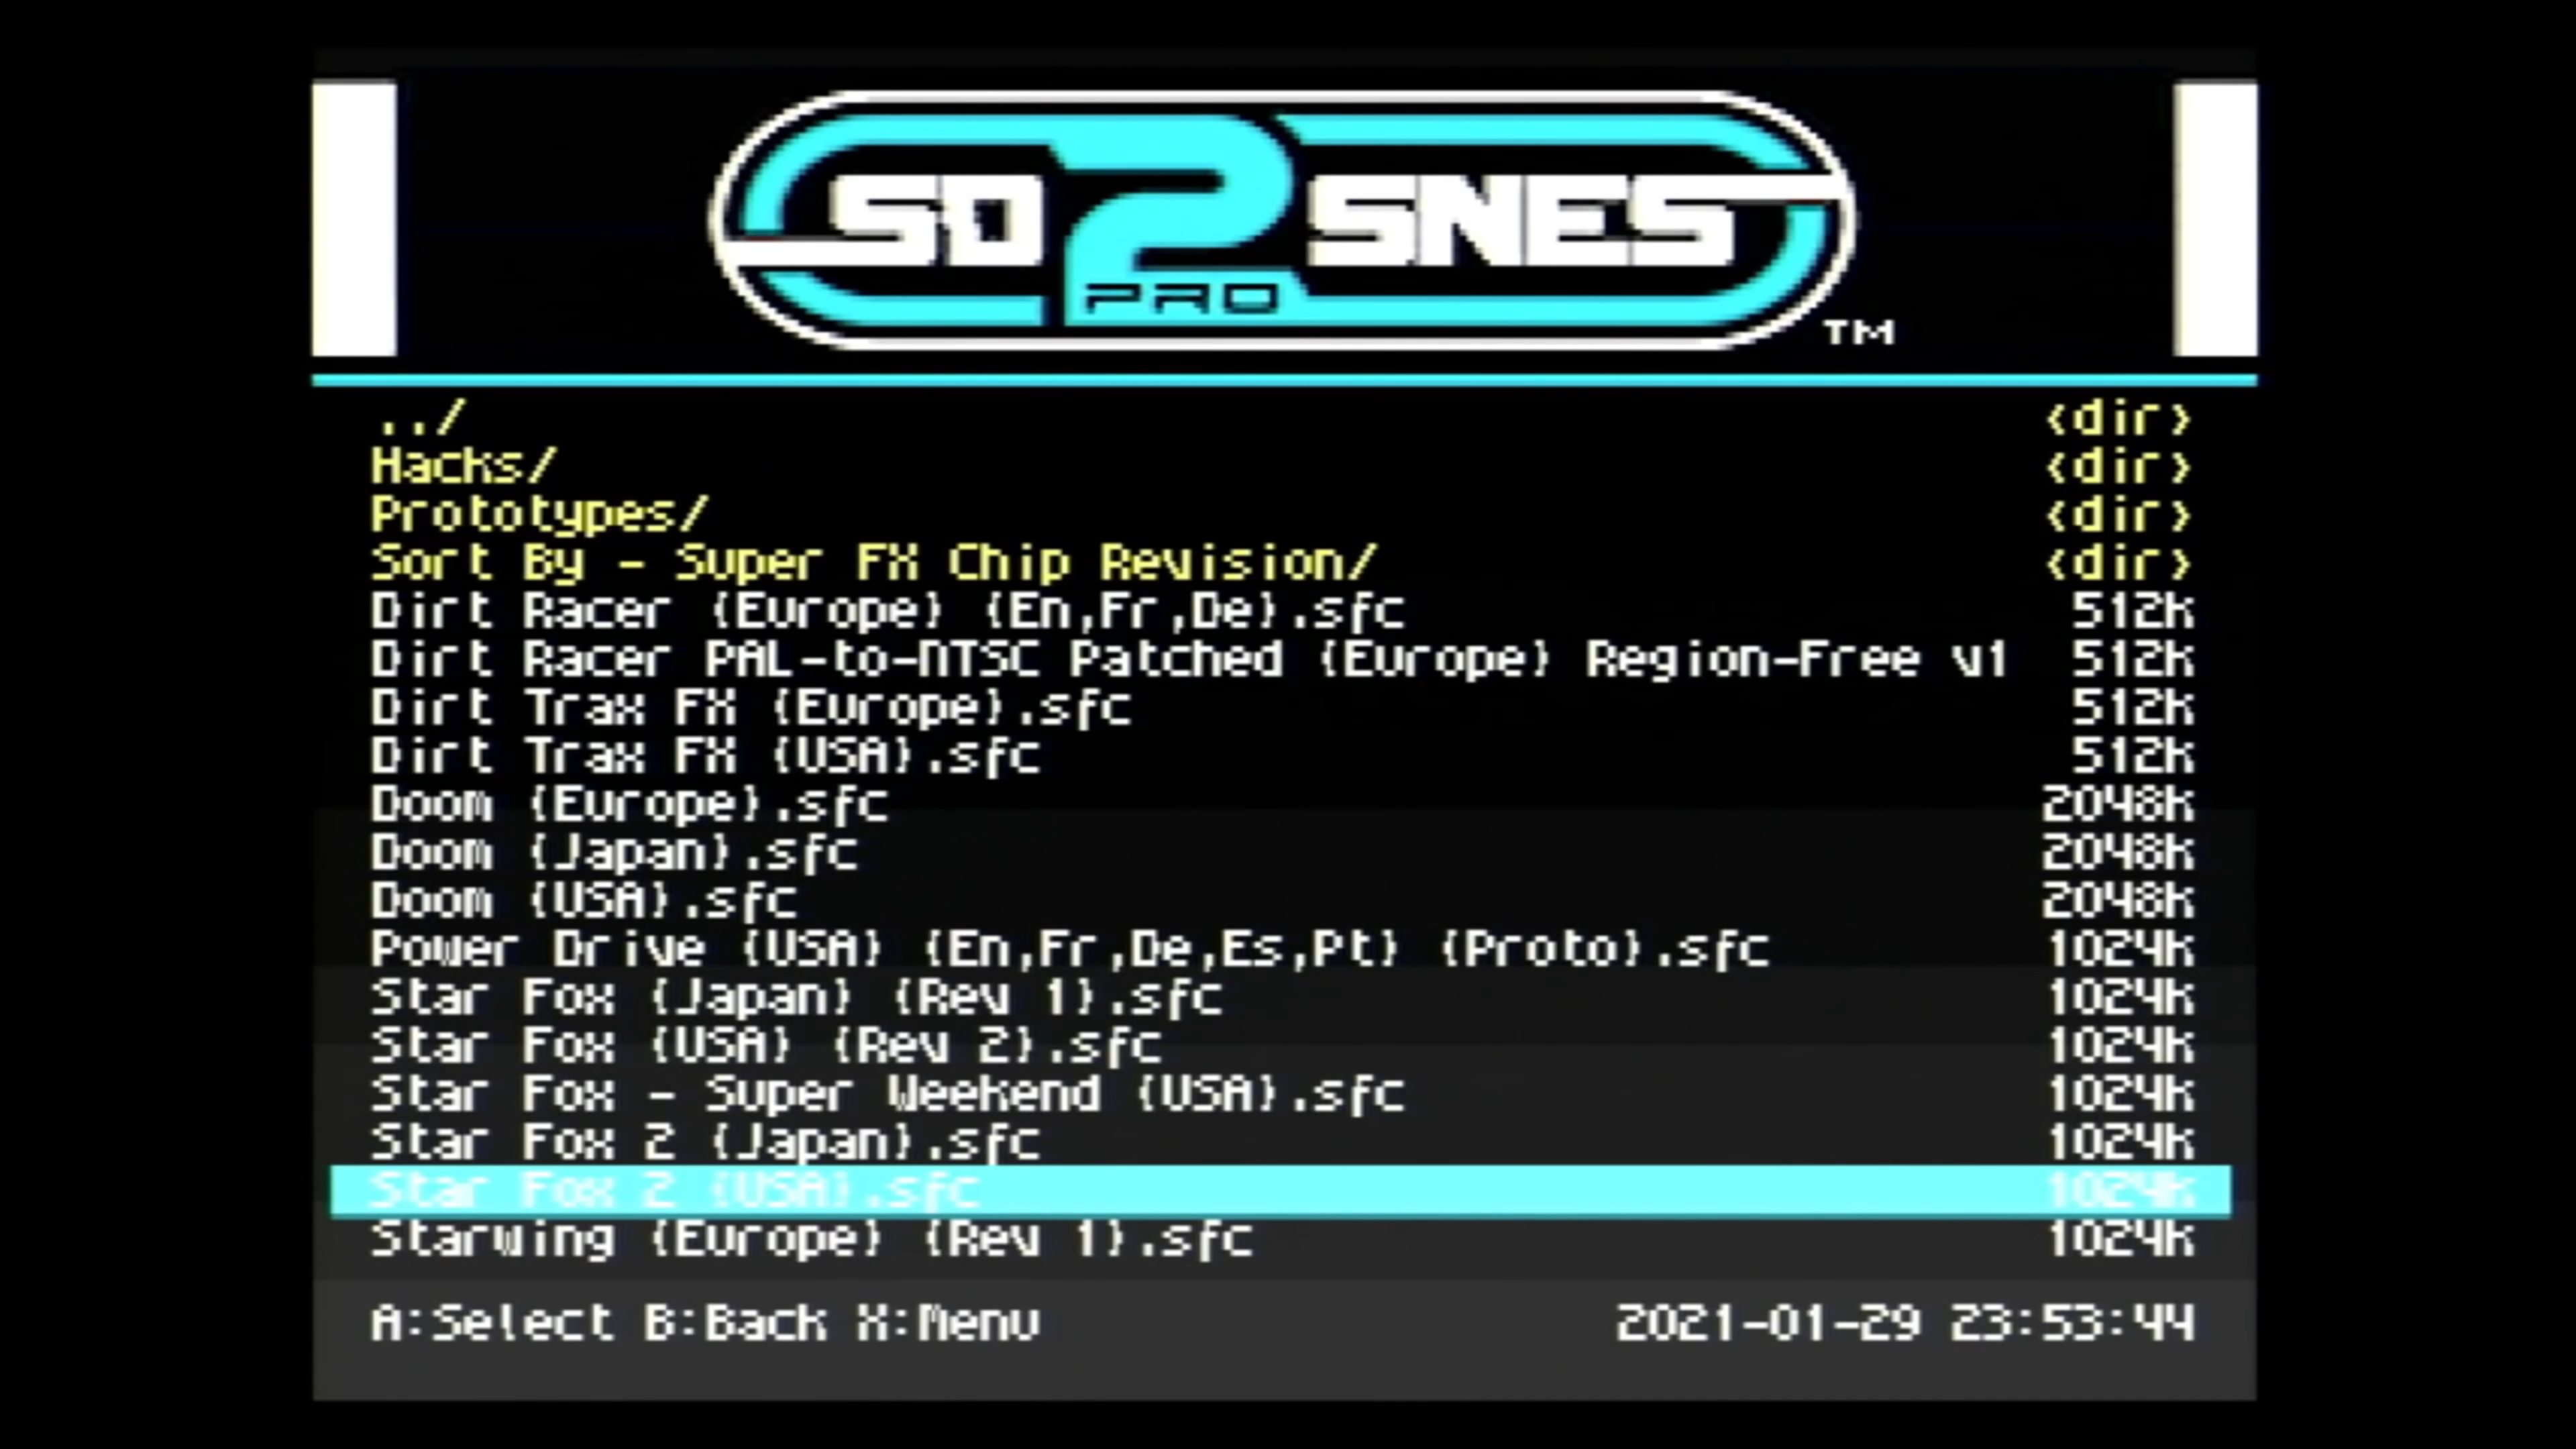 SD2SNES
PRO
TM
../ <dir>
Hacks/ <dir>
Prototypes/ <dir>
Sort By - Super FX Chip Revision/ <dir>
Dirt Racer (Europe) (En,Fr,De).sfc 512k
Dirt Racer PAL-to-NTSC Patched (Europe) Region-Free v1 512k
Dirt Trax FX (Europe).sfc 512k
Dirt Trax FX (USA).sfc 512k
Doom (Europe).sfc 2048k
Doom (Japan).sfc 2048k
Doom (USA).sfc 2048k
Power Drive (USA) (En,Fr,De,Es,Pt) (Proto).sfc 1024k
Star Fox (Japan) (Rev 1).sfc 1024k
Star Fox (USA) (Rev 2).sfc 1024k
Star Fox - Super Weekend (USA).sfc 1024k
Star Fox 2 (Japan).sfc 1024k
Star Fox 2 (USA).sfc 1024k
Starwing (Europe) (Rev 1).sfc 1024k
A:Select B:Back X:Menu 2021-01-29 23:53:44